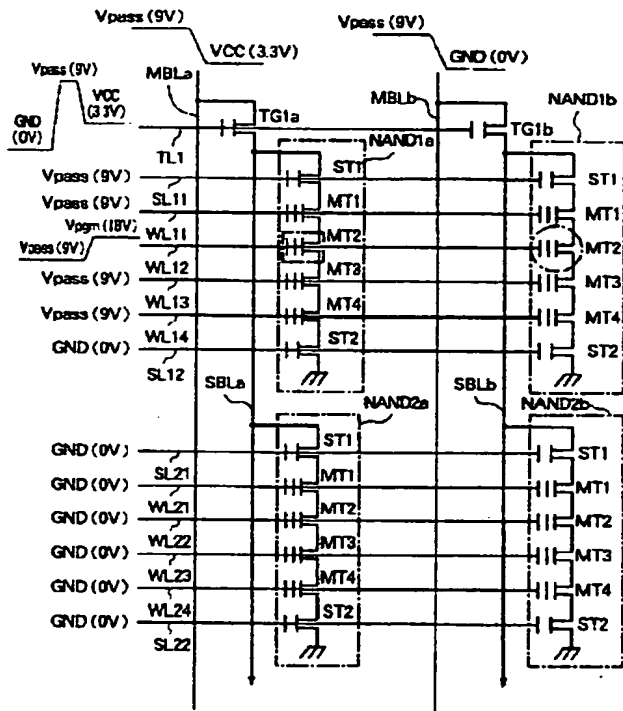 Vpass (9V) Vpass (9V)
VCC (3.3V) GND (0V)
Vpass (9V) MBLa MBLb NAND1b
VCC (3.3V) TG1a TG1b
GND (0V) TL1 NAND1a
Vpass (9V) ST1 ST1
Vpass (9V) SL11 MT1 MT1
Vpgm (18V)
Vpass (9V) WL11 MT2 MT2
Vpass (9V) WL12 MT3 MT3
Vpass (9V) WL13 MT4 MT4
GND (0V) WL14 ST2 ST2
SL12
SBLa NAND2a SBLb NAND2b
GND (0V) ST1 ST1
GND (0V) SL21 MT1 MT1
GND (0V) WL21 MT2 MT2
GND (0V) WL22 MT3 MT3
GND (0V) WL23 MT4 MT4
GND (0V) WL24 ST2 ST2
SL22